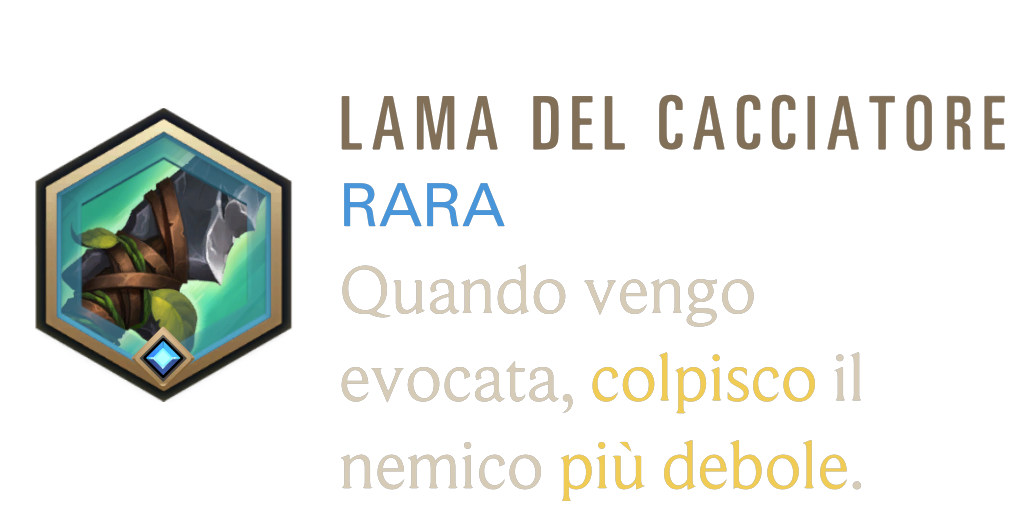 LAMA DEL CACCIATORE
RARA
Quando vengo
evocata, colpisco il
nemico più debole.